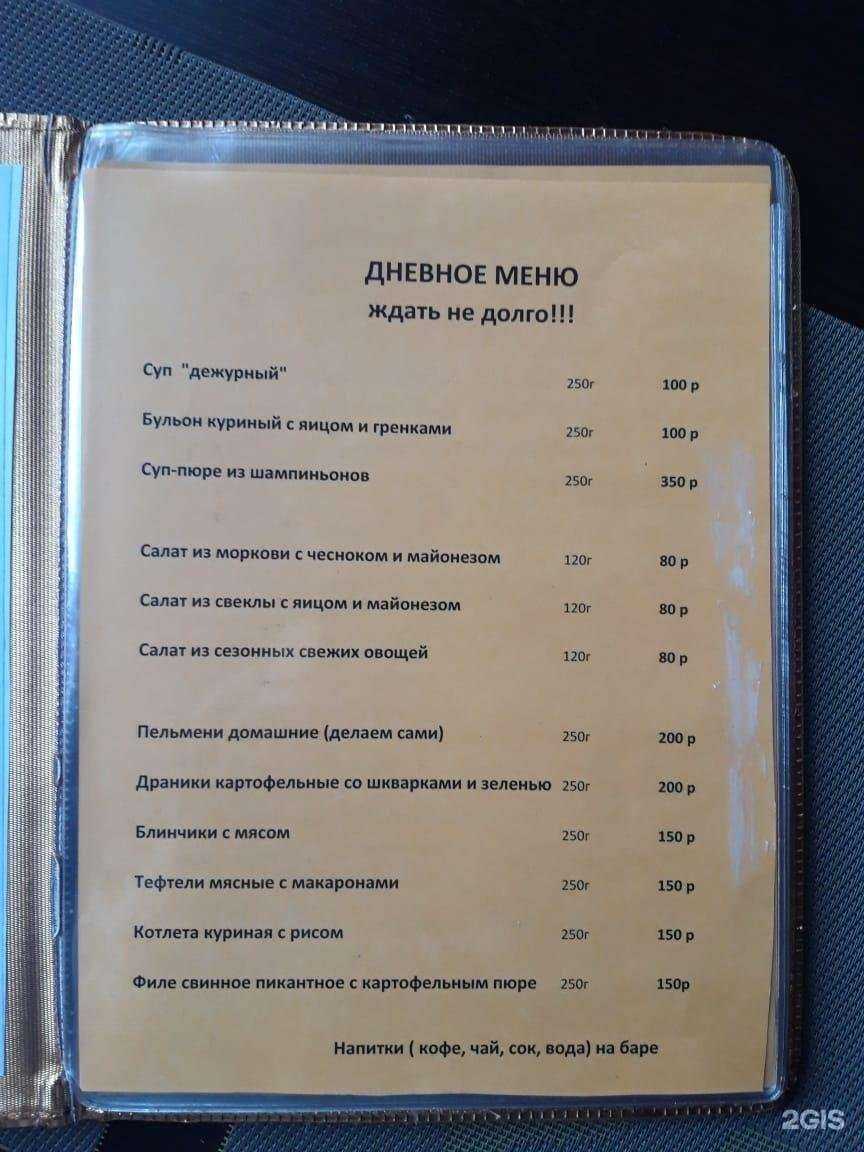 ДНЕВНОЕ МЕНЮ
ждать не долго!!!
Суп "дежурный" 250г 100 р
Бульон куриный с яицом и гренками 250г 100 р
Суп-пюре из шампиньонов 250г 350 р
Салат из моркови с чесноком и майонезом 120г 80 р
Салат из свеклы с яицом и майонезом 120г 80 р
Салат из сезонных свежих овощей 120г 80 р
Пельмени домашние (делаем сами) 250г 200 р
Драники картофельные со шкварками и зеленью 250г 200 р
Блинчики с мясом 250г 150 р
Тефтели мясные с макаронами 250г 150 р
Котлета куриная с рисом 250г 150 р
Филе свинное пикантное с картофельным пюре 250г 150р
Напитки ( кофе, чай, сок, вода) на баре
2GIS